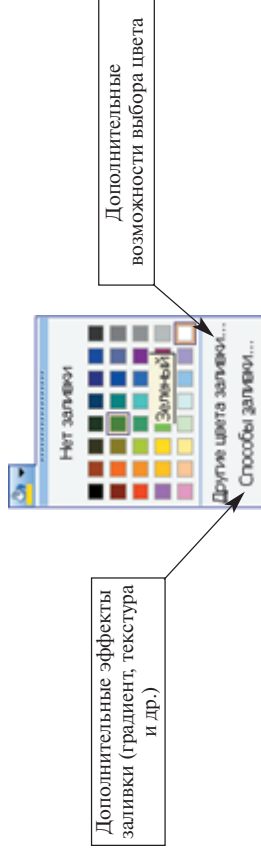 Дополнительные эффекты
заливки (градиент, текстура
и др.)
Нет заливки
Зеленый
Другие цвета заливки...
Способы заливки...
Дополнительные
возможности выбора цвета